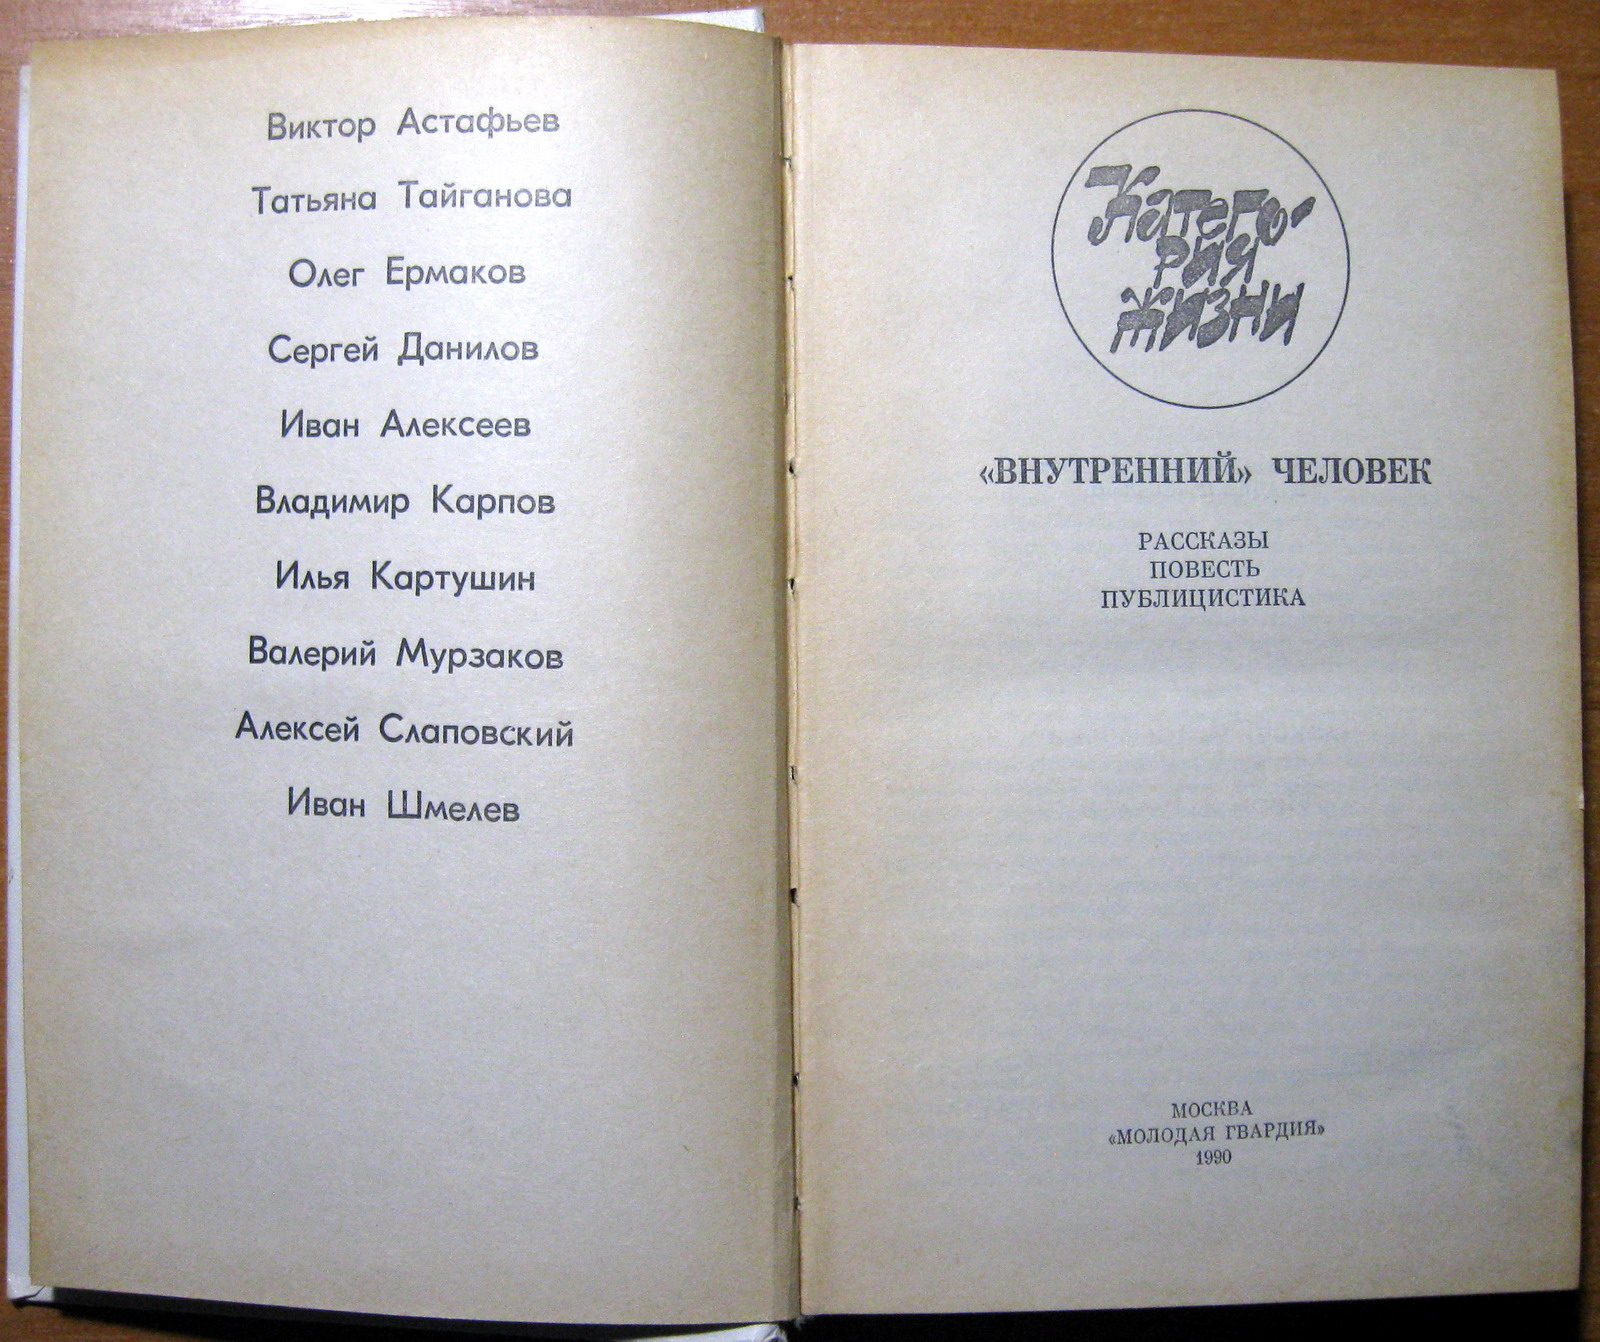 Виктор Астафьев
Татьяна Тайганова
Олег Ермаков
Сергей Данилов
Иван Алексеев
Владимир Карпов
Илья Картушин
Валерий Мурзаков
Алексей Слаповский
Иван Шмелев
Катего-
рия
жизни
«ВНУТРЕННИЙ» ЧЕЛОВЕК
РАССКАЗЫ
ПОВЕСТЬ
ПУБЛИЦИСТИКА
МОСКВА
«МОЛОДАЯ ГВАРДИЯ»
1990